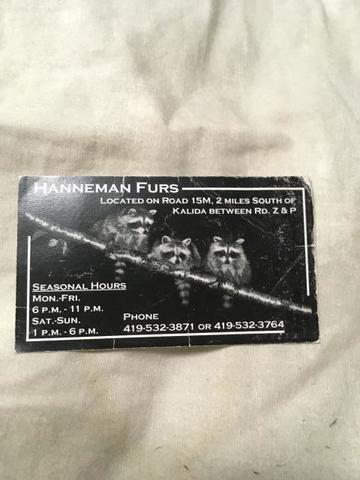 HANNEMAN FURS
LOCATED ON ROAD 15M, 2 MILES SOUTH OF
KALIDA BETWEEN RD. Z & P
SEASONAL HOURS
MON.-FRI.
6 P.M. - 11 P.M.
SAT.-SUN.
1 P.M. - 6 P.M.
PHONE
419-532-3871 OR 419-532-3764